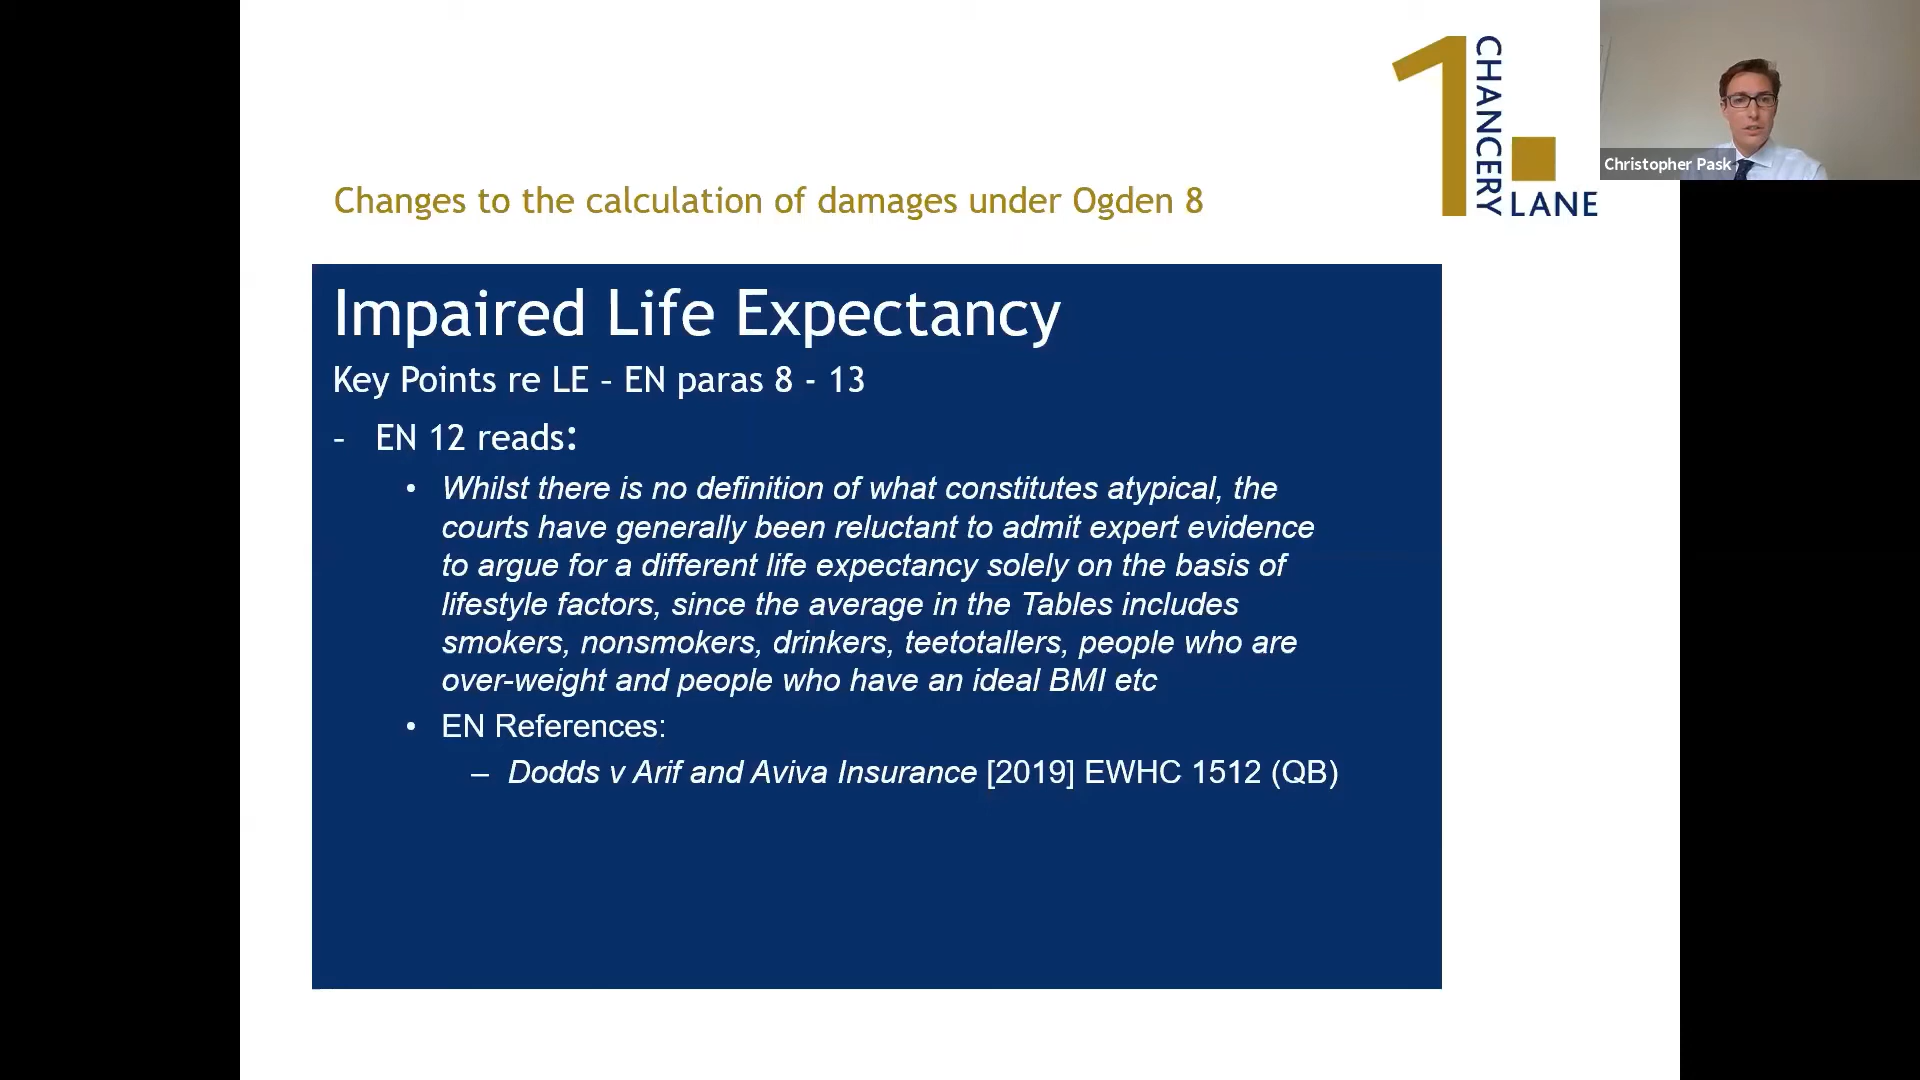 1 CHANCERY LANE
Christopher Pask
Changes to the calculation of damages under Ogden 8
Impaired Life Expectancy
Key Points re LE – EN paras 8 - 13
– EN 12 reads:
• Whilst there is no definition of what constitutes atypical, the
courts have generally been reluctant to admit expert evidence
to argue for a different life expectancy solely on the basis of
lifestyle factors, since the average in the Tables includes
smokers, nonsmokers, drinkers, teetotallers, people who are
over-weight and people who have an ideal BMI etc
• EN References:
– Dodds v Arif and Aviva Insurance [2019] EWHC 1512 (QB)